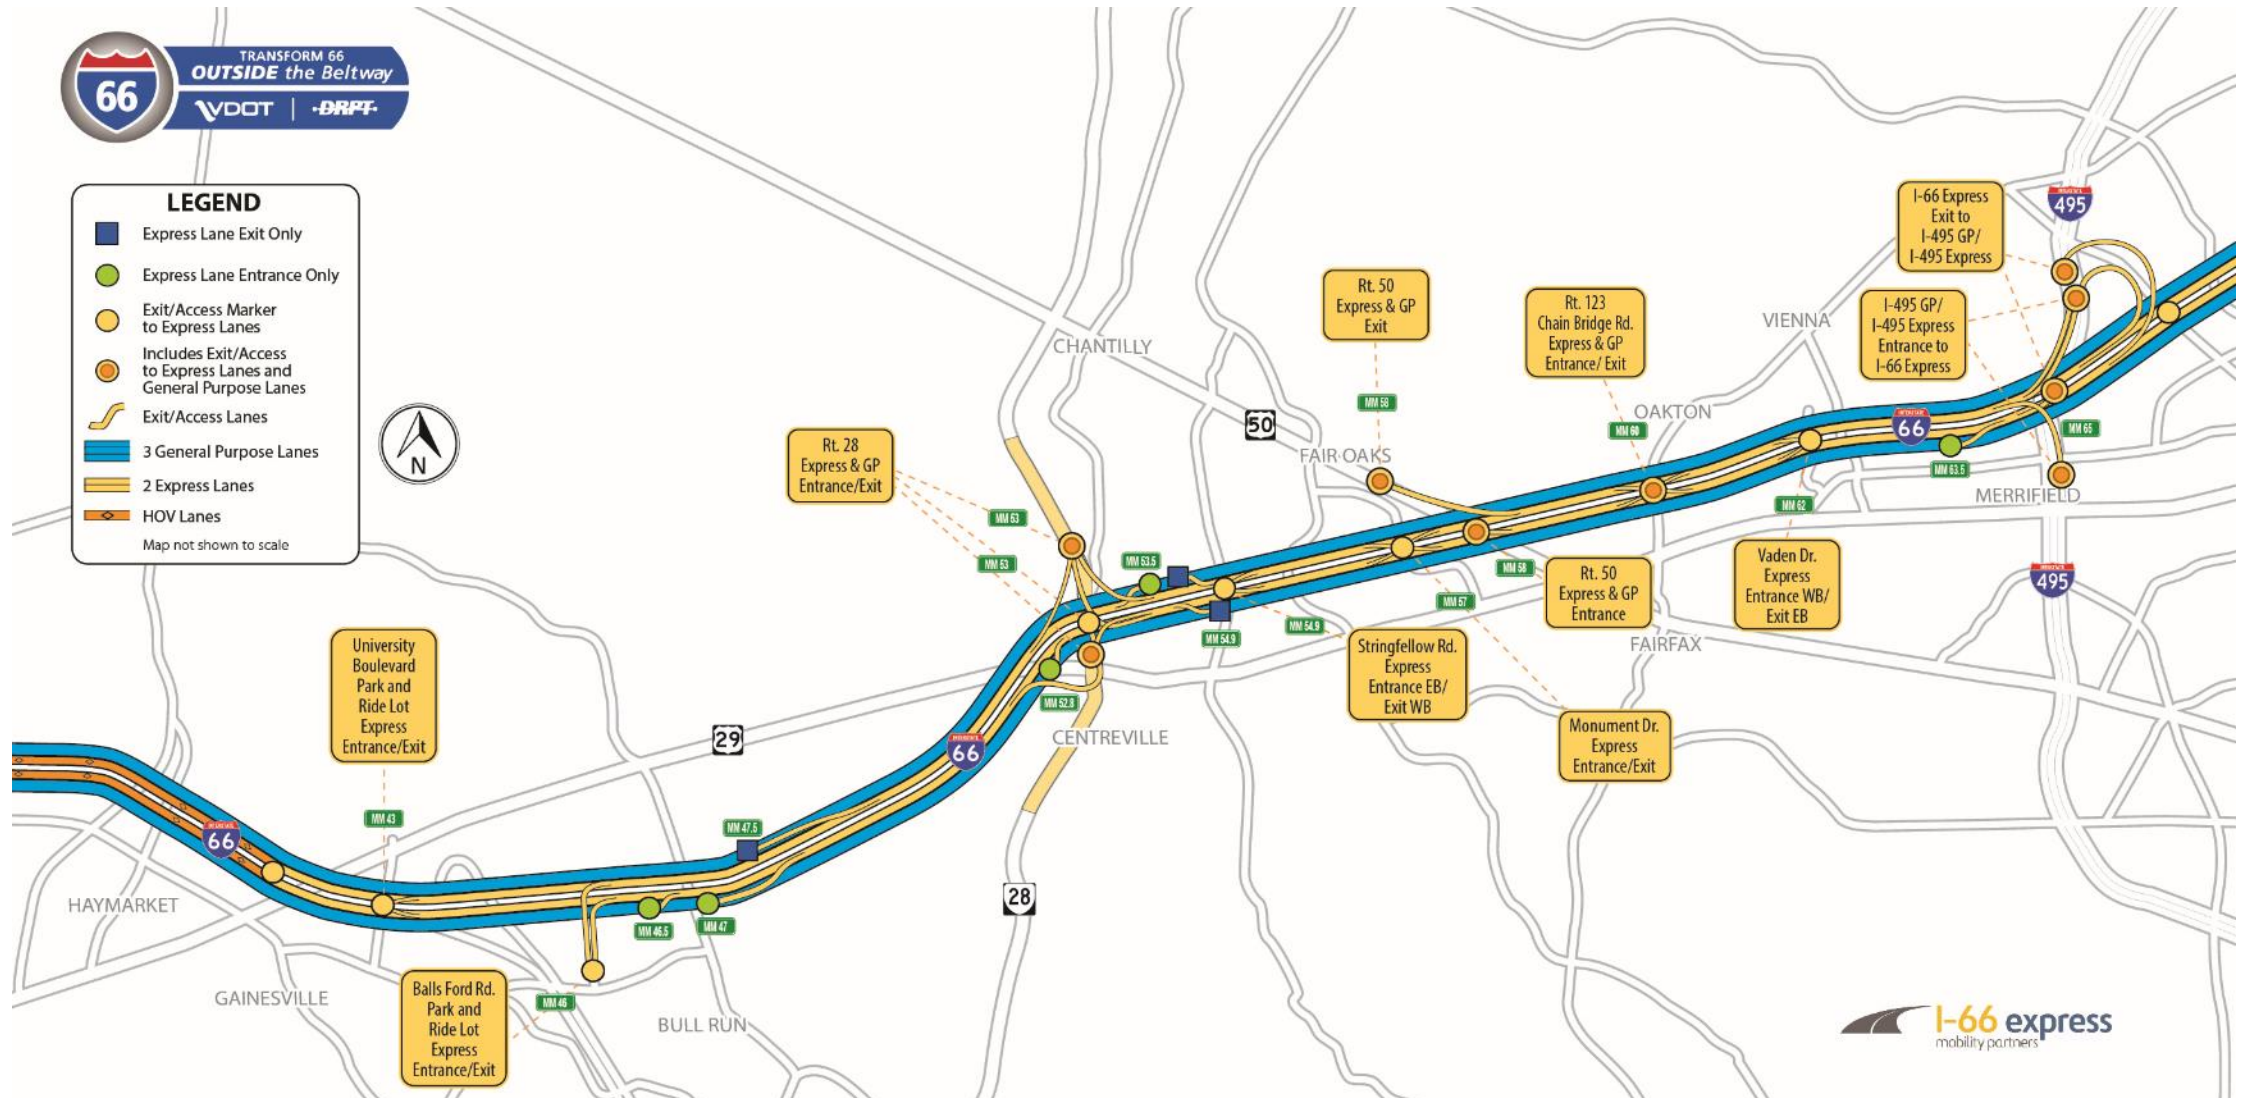 TRANSFORM 66
OUTSIDE the Beltway
66
VDOT | DRPT
LEGEND
Express Lane Exit Only
Express Lane Entrance Only
Exit/Access Marker
to Express Lanes
Includes Exit/Access
to Express Lanes and
General Purpose Lanes
Exit/Access Lanes
3 General Purpose Lanes
2 Express Lanes
HOV Lanes
Map not shown to scale
N
I-66 Express
Exit to
I-495 GP/
I-495 Express
495
I-495 GP/
I-495 Express
Entrance to
I-66 Express
Rt. 50
Express & GP
Exit
Rt. 123
Chain Bridge Rd.
Express & GP
Entrance/ Exit
VIENNA
CHANTILLY
MM 58
OAKTON
50
66
MM 60
MM 65
FAIR OAKS
MM 63.5
MERRIFIELD
MM 62
Rt. 28
Express & GP
Entrance/Exit
MM 63
MM 53
MM 53.5
MM 58
Rt. 50
Express & GP
Entrance
Vaden Dr.
Express
Entrance WB/
Exit EB
495
MM 57
MM 54.9
MM 54.9
FAIRFAX
Stringfellow Rd.
Express
Entrance EB/
Exit WB
University
Boulevard
Park and
Ride Lot
Express
Entrance/Exit
MM 52.8
29
66
CENTREVILLE
Monument Dr.
Express
Entrance/Exit
MM 43
MM 47.5
66
28
HAYMARKET
MM 46.5
MM 47
GAINESVILLE
Balls Ford Rd.
Park and
Ride Lot
Express
Entrance/Exit
MM 46
BULL RUN
I-66 express
mobility partners